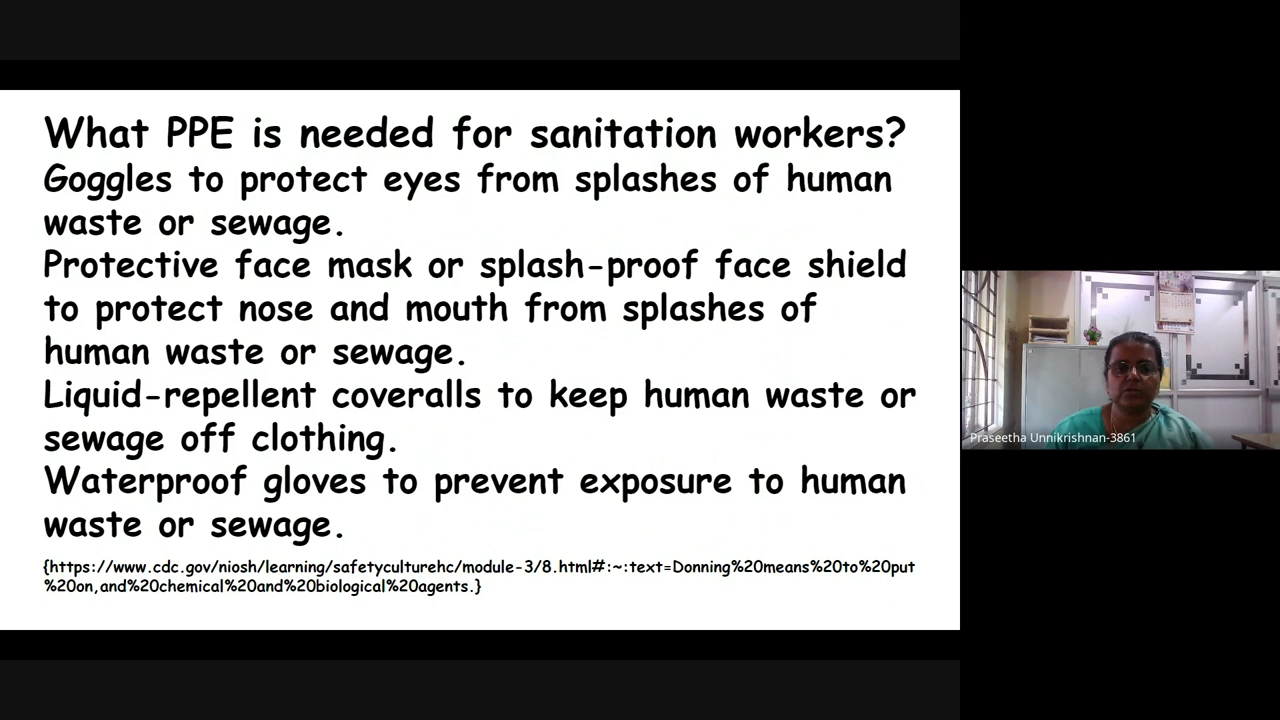 What PPE is needed for sanitation workers?
Goggles to protect eyes from splashes of human
waste or sewage.
Protective face mask or splash-proof face shield
to protect nose and mouth from splashes of
human waste or sewage.
Liquid-repellent coveralls to keep human waste or
sewage off clothing.
Waterproof gloves to prevent exposure to human
waste or sewage.
{https://www.cdc.gov/niosh/learning/safetyculturehc/module-3/8.html#:~:text=Donning%20means%20to%20put
%20on,and%20chemical%20and%20biological%20agents.}
Praseetha Unnikrishnan-3861